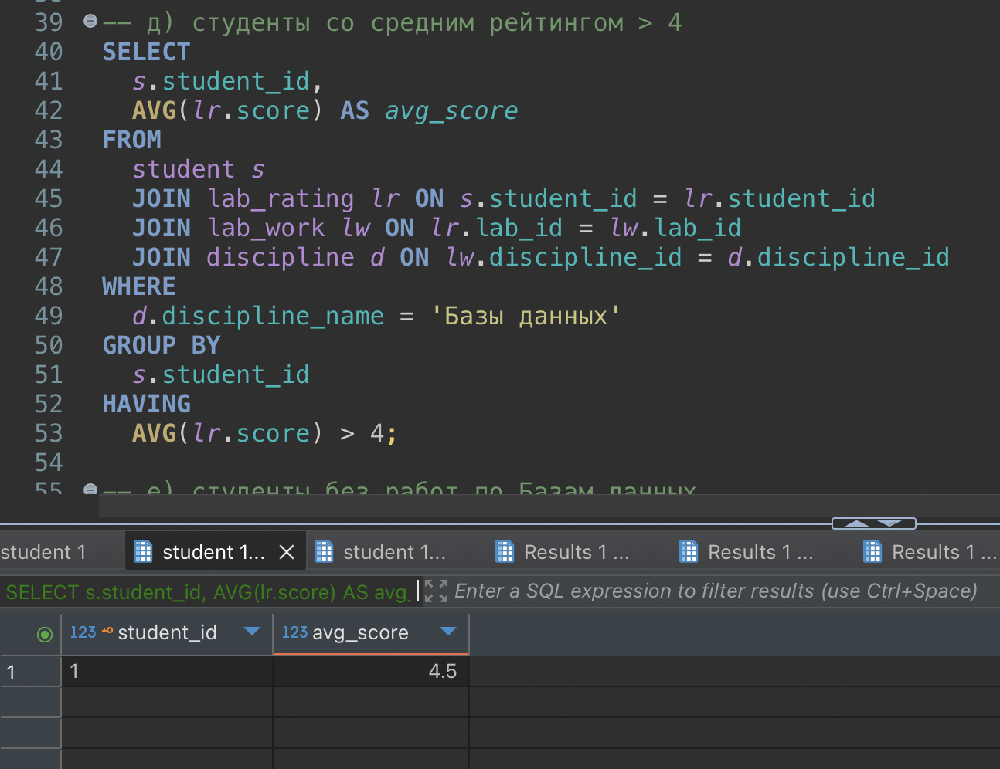 39 -- д) студенты со средним рейтингом > 4
40 SELECT
41 s.student_id,
42 AVG(lr.score) AS avg_score
43 FROM
44 student s
45 JOIN lab_rating lr ON s.student_id = lr.student_id
46 JOIN lab_work lw ON lr.lab_id = lw.lab_id
47 JOIN discipline d ON lw.discipline_id = d.discipline_id
48 WHERE
49 d.discipline_name = 'Базы данных'
50 GROUP BY
51 s.student_id
52 HAVING
53 AVG(lr.score) > 4;
54
55 -- е) студенты без работ по Базам данных
student 1 student 1... student 1... Results 1 ... Results 1 ... Results 1 ...
SELECT s.student_id, AVG(lr.score) AS avg_ Enter a SQL expression to filter results (use Ctrl+Space)
123 student_id 123 avg_score
1 1 4.5